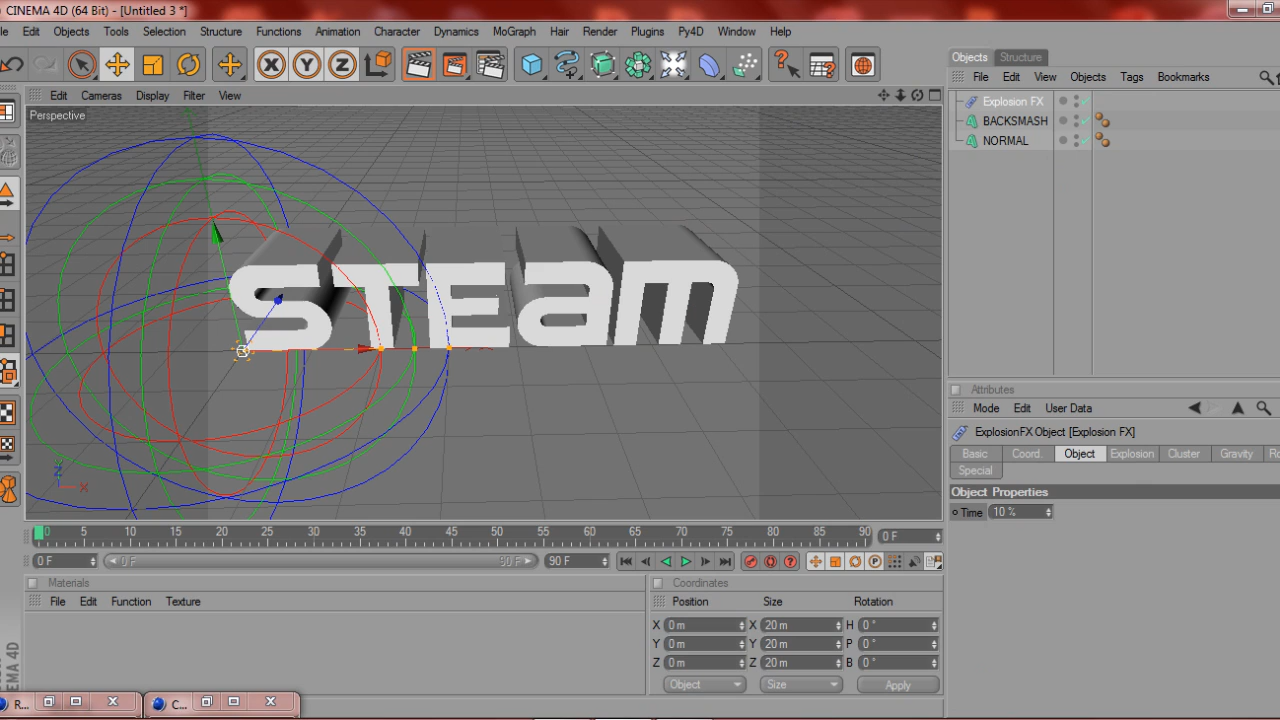 CINEMA 4D (64 Bit) - [Untitled 3 *]
Edit Objects Tools Selection Structure Functions Animation Character Dynamics MoGraph Hair Render Plugins Py4D Window Help
Objects Structure
File Edit View Objects Tags Bookmarks
Edit Cameras Display Filter View
Perspective
Explosion FX
BACKSMASH
NORMAL
STEam
Z
X
Attributes
Mode Edit User Data
ExplosionFX Object [Explosion FX]
Basic Coord. Object Explosion Cluster Gravity Ro
Special
Object Properties
Time 10 %
0 5 10 15 20 25 30 35 40 45 50 55 60 65 70 75 80 85 90 0 F
0 F 0 F 90 F 90 F
Materials
File Edit Function Texture
Coordinates
Position Size Rotation
X 0 m X 20 m H 0 °
Y 0 m Y 20 m P 0 °
Z 0 m Z 20 m B 0 °
Object Size Apply
EMA 4D
R... C...